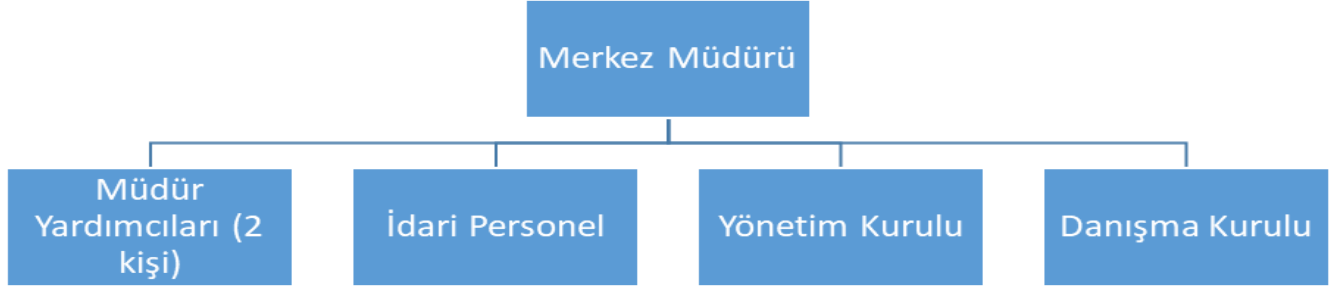 Merkez Müdürü
Müdür
Yardımcıları (2
kişi)
İdari Personel
Yönetim Kurulu
Danışma Kurulu